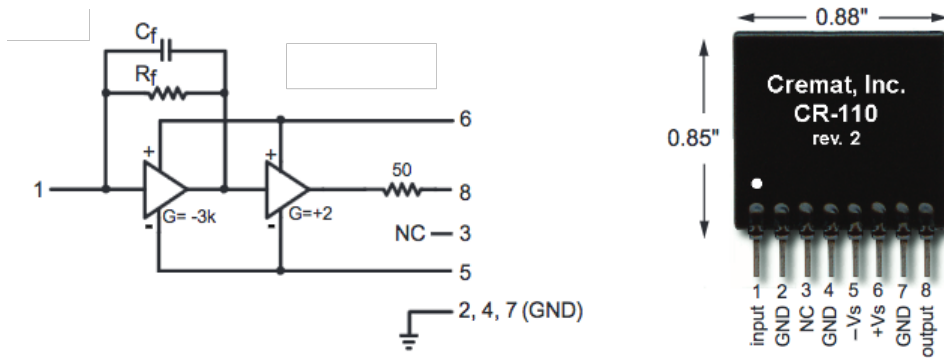 Cf
Rf
6
+
+
1
50
8
G= -3k
G=+2
-
-
NC
3
5
2, 4, 7 (GND)
0.88"
0.85"
Cremat, Inc.
CR-110
rev. 2
1 2 3 4 5 6 7 8
input GND NC GND –Vs +Vs GND output